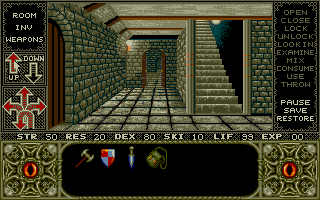 ROOM
INV
WEAPONS
UP
DOWN
OPEN
CLOSE
LOCK
UNLOCK
LOOK IN
EXAMINE
MIX
CONSUME
USE
THROW
PAUSE
SAVE
RESTORE
STR 50 RES 20 DEX 80 SKI 10 LIF 99 EXP 00